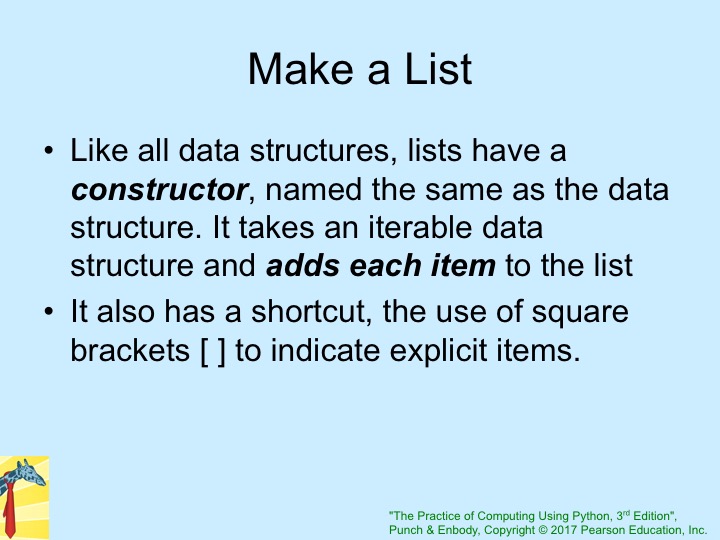 Make a List
• Like all data structures, lists have a
constructor, named the same as the data
structure. It takes an iterable data
structure and adds each item to the list
• It also has a shortcut, the use of square
brackets [ ] to indicate explicit items.
"The Practice of Computing Using Python, 3rd Edition",
Punch & Enbody, Copyright © 2017 Pearson Education, Inc.